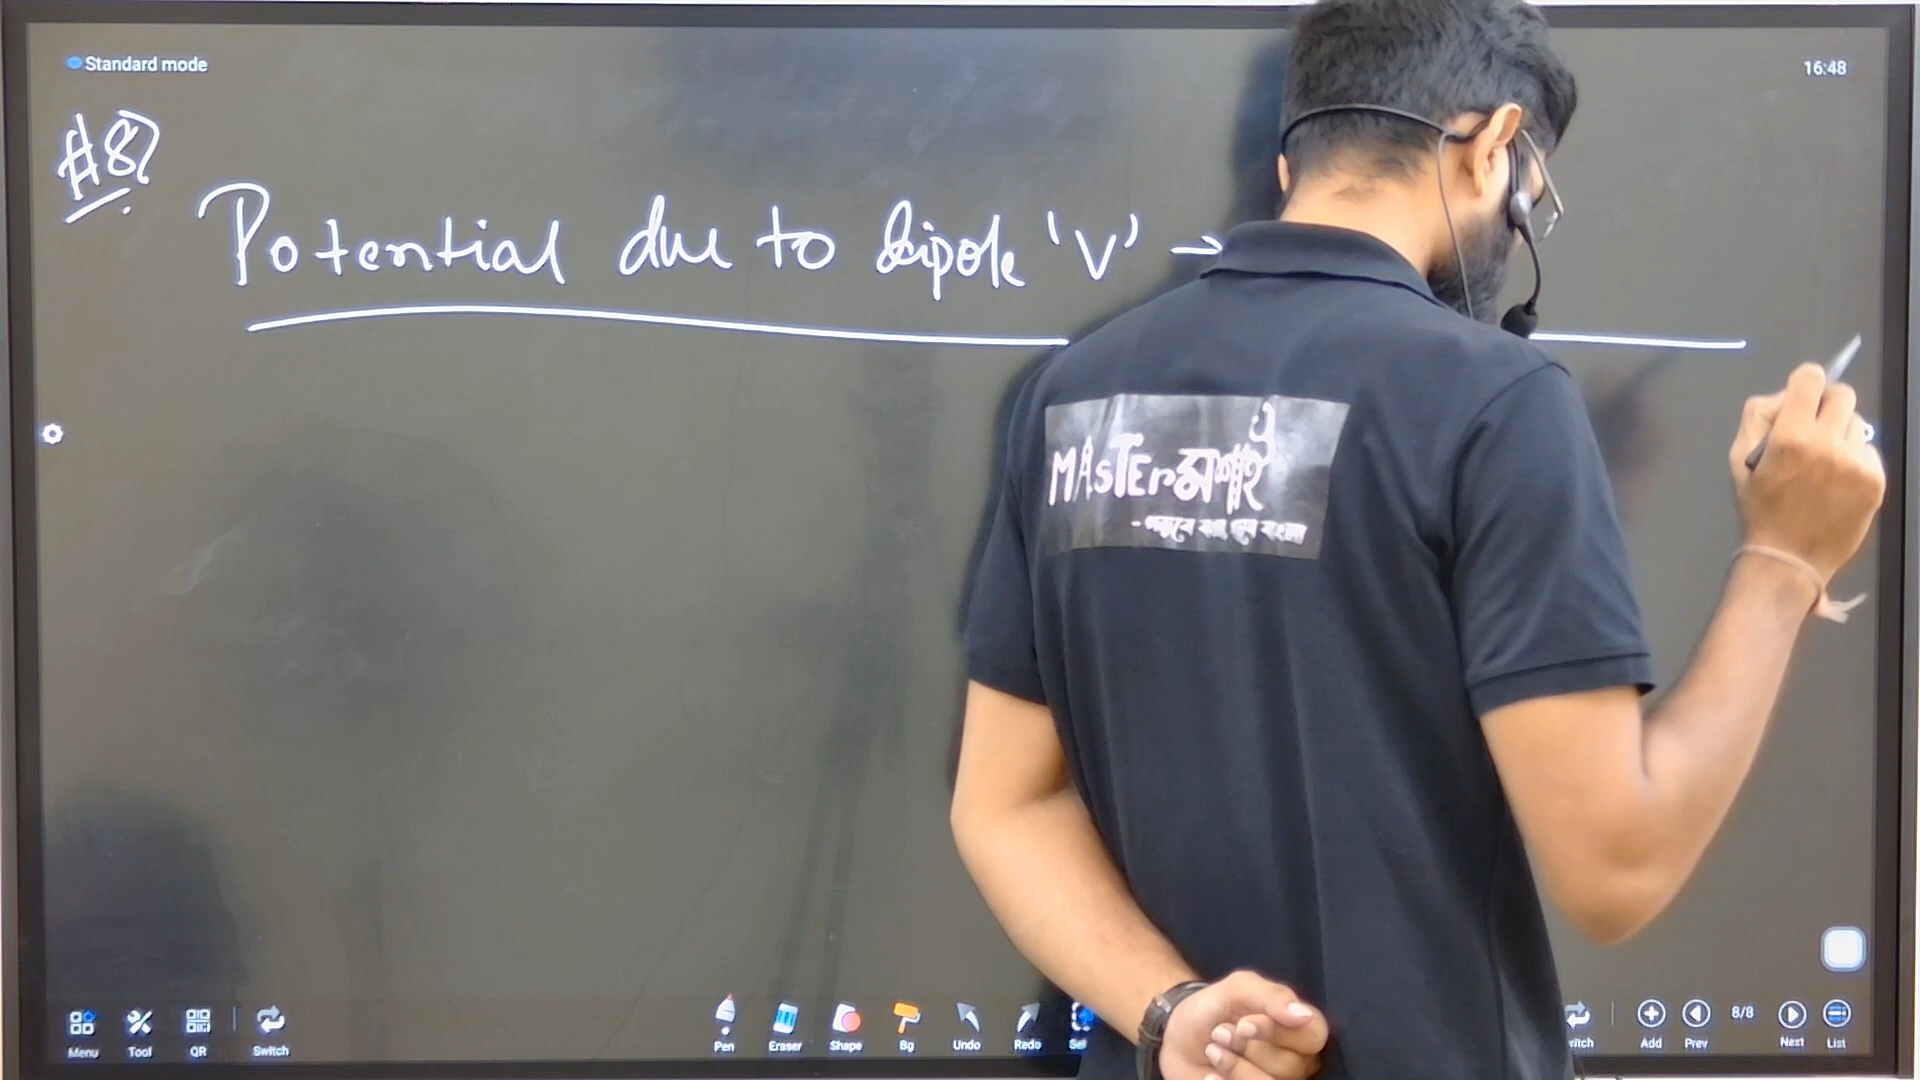 Standard mode
16:48
#8)
Potential due to dipole 'V' →
MAsTErমশাই
Menu Tool QR Switch Pen Eraser Shape Bg Undo Redo Add Prev 8/8 Next List